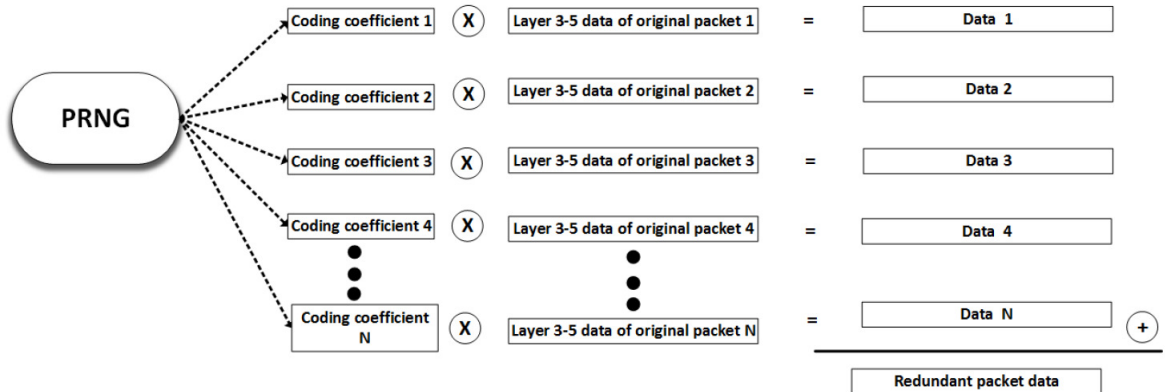 Coding coefficient 1 X Layer 3-5 data of original packet 1 = Data 1
PRNG
Coding coefficient 2 X Layer 3-5 data of original packet 2 = Data 2
Coding coefficient 3 X Layer 3-5 data of original packet 3 = Data 3
Coding coefficient 4 X Layer 3-5 data of original packet 4 = Data 4
Coding coefficient
N
X Layer 3-5 data of original packet N = Data N +
Redundant packet data